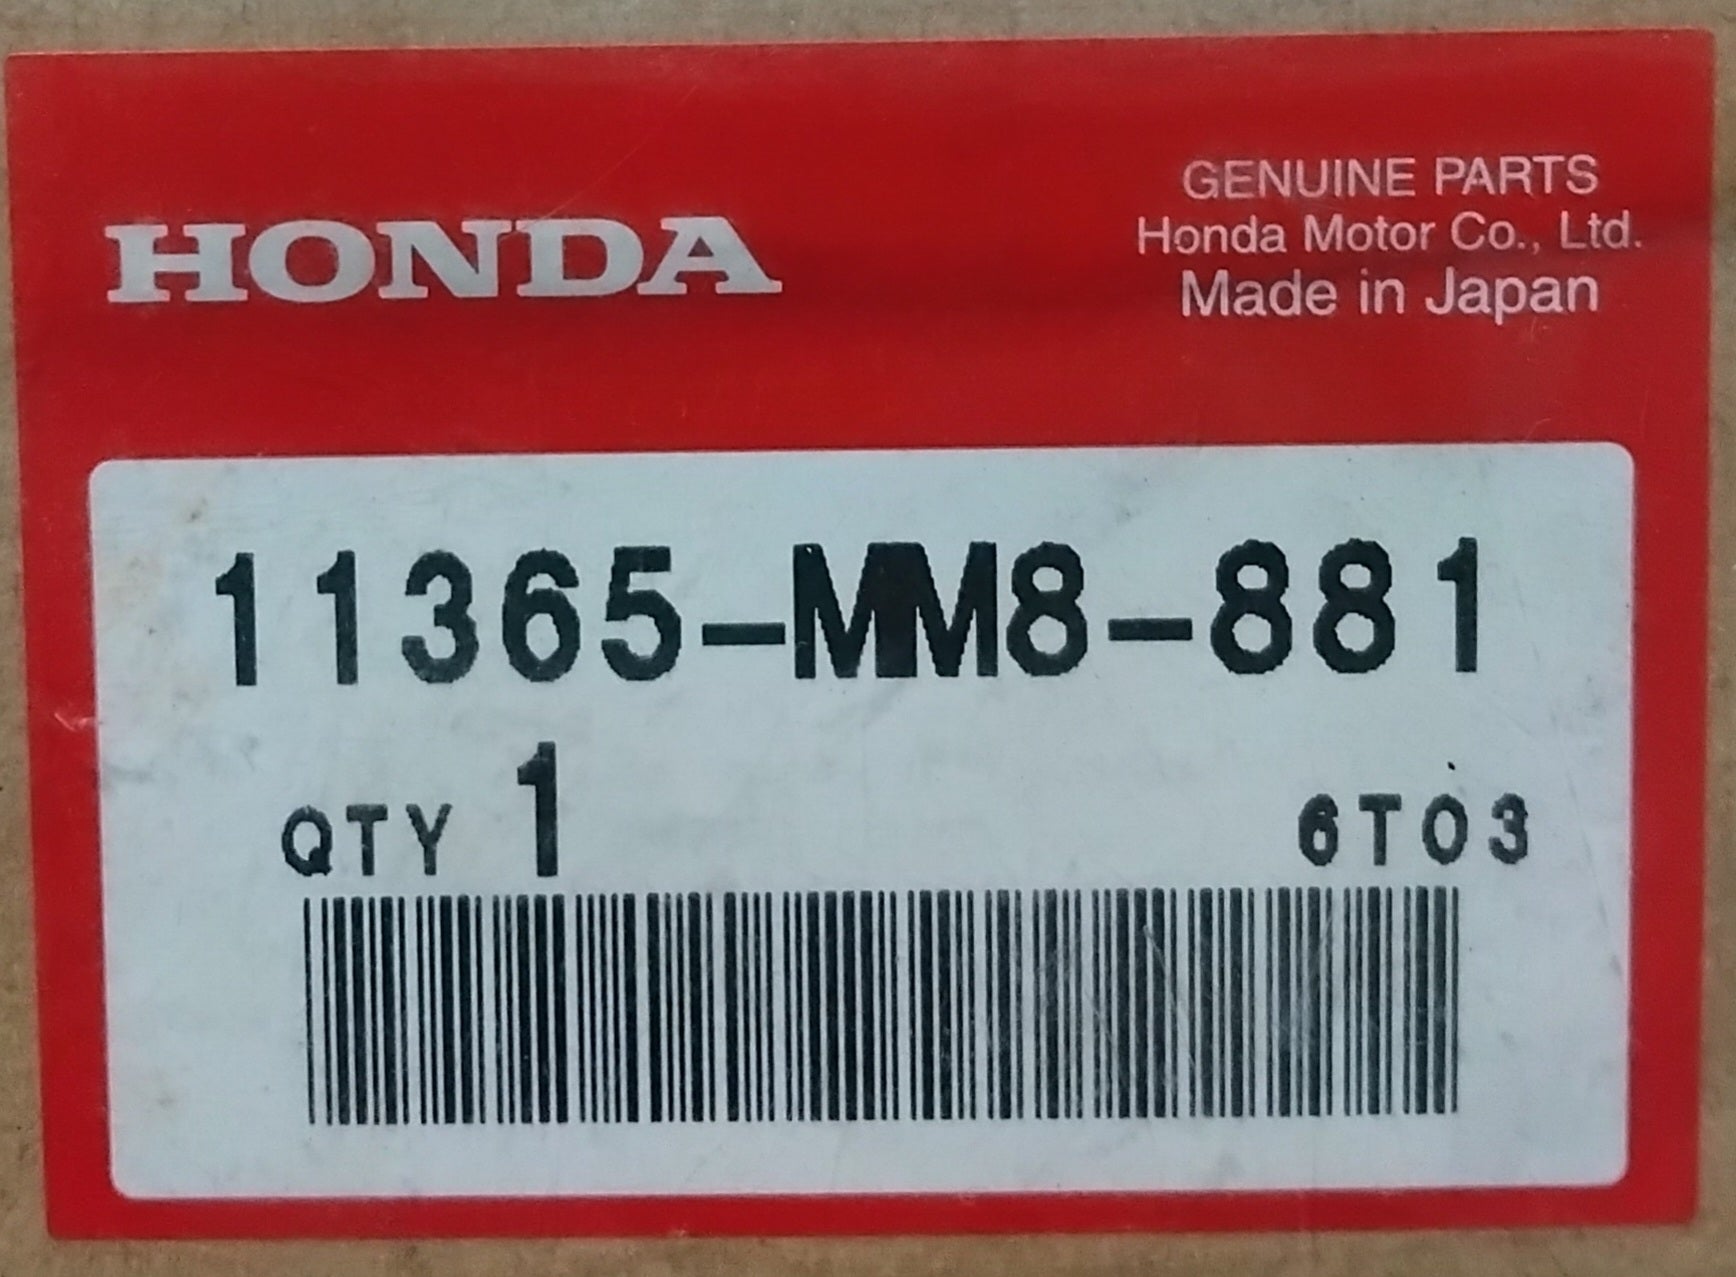 HONDA
GENUINE PARTS
Honda Motor Co., Ltd.
Made in Japan
11365-MM8-881
QTY 1
6T03